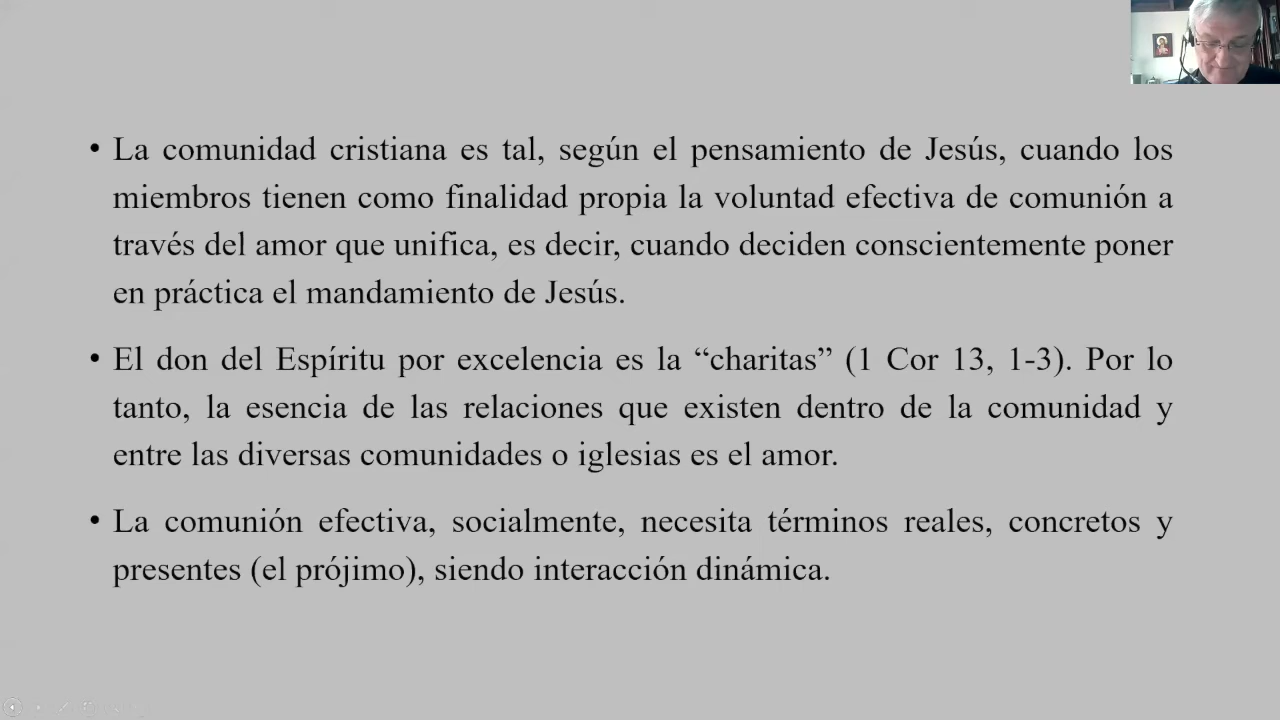 • La comunidad cristiana es tal, según el pensamiento de Jesús, cuando los
miembros tienen como finalidad propia la voluntad efectiva de comunión a
través del amor que unifica, es decir, cuando deciden conscientemente poner
en práctica el mandamiento de Jesús.
• El don del Espíritu por excelencia es la “charitas” (1 Cor 13, 1-3). Por lo
tanto, la esencia de las relaciones que existen dentro de la comunidad y
entre las diversas comunidades o iglesias es el amor.
• La comunión efectiva, socialmente, necesita términos reales, concretos y
presentes (el prójimo), siendo interacción dinámica.